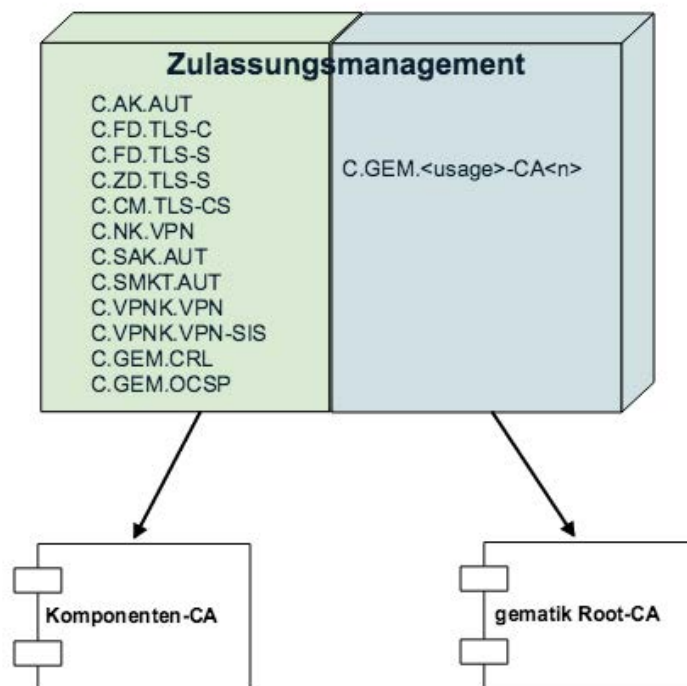 Zulassungsmanagement
C.AK.AUT
C.FD.TLS-C
C.FD.TLS-S
C.ZD.TLS-S
C.CM.TLS-CS
C.NK.VPN
C.SAK.AUT
C.SMKT.AUT
C.VPNK.VPN
C.VPNK.VPN-SIS
C.GEM.CRL
C.GEM.OCSP
C.GEM.<usage>-CA<n>
Komponenten-CA
gematik Root-CA